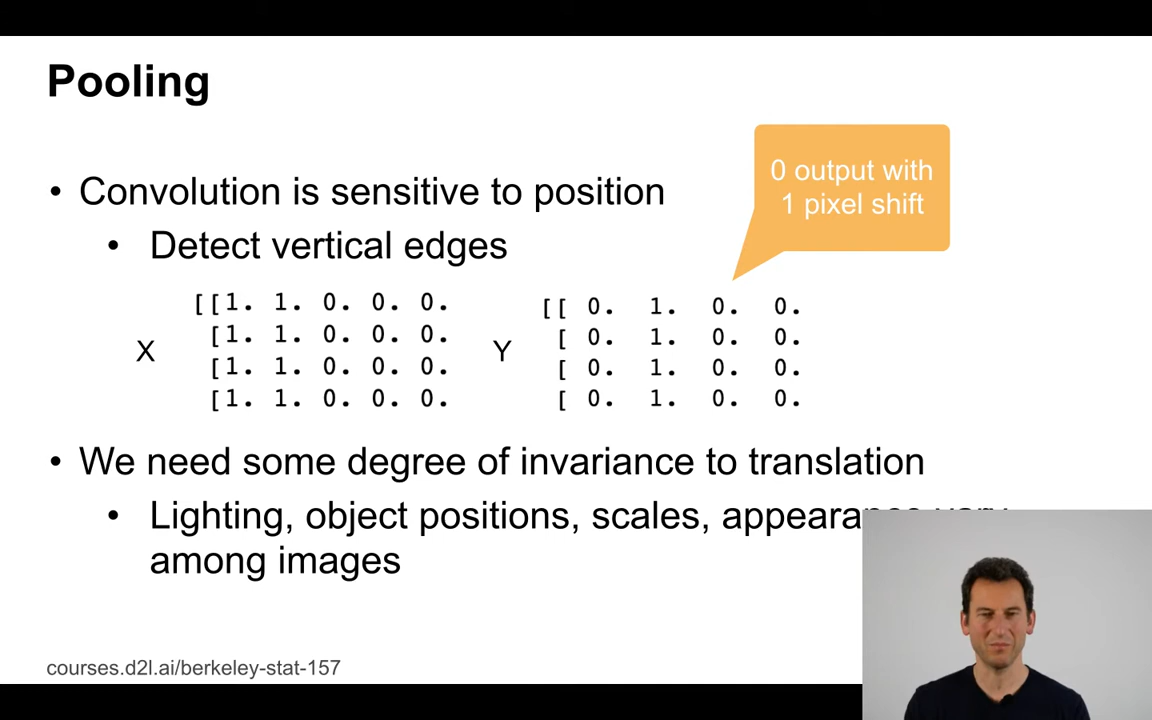 Pooling
0 output with
1 pixel shift
• Convolution is sensitive to position
• Detect vertical edges
X
[[1. 1. 0. 0. 0.
[1. 1. 0. 0. 0.
[1. 1. 0. 0. 0.
[1. 1. 0. 0. 0.
Y
[[ 0. 1. 0. 0.
[ 0. 1. 0. 0.
[ 0. 1. 0. 0.
[ 0. 1. 0. 0.
• We need some degree of invariance to translation
• Lighting, object positions, scales, appearance vary
among images
courses.d2l.ai/berkeley-stat-157